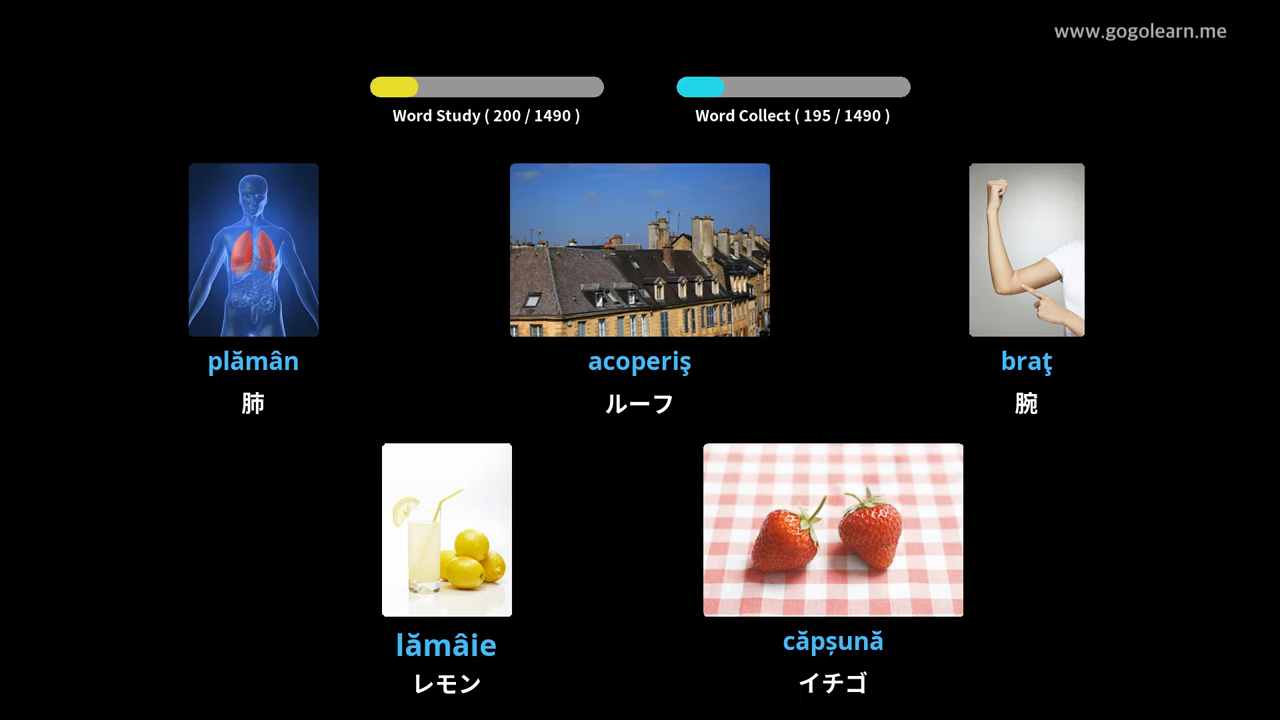 www.gogolearn.me
Word Study ( 200 / 1490 )
Word Collect ( 195 / 1490 )
plămân
acoperiş
braţ
肺
ルーフ
腕
lămâie
căpșună
レモン
イチゴ